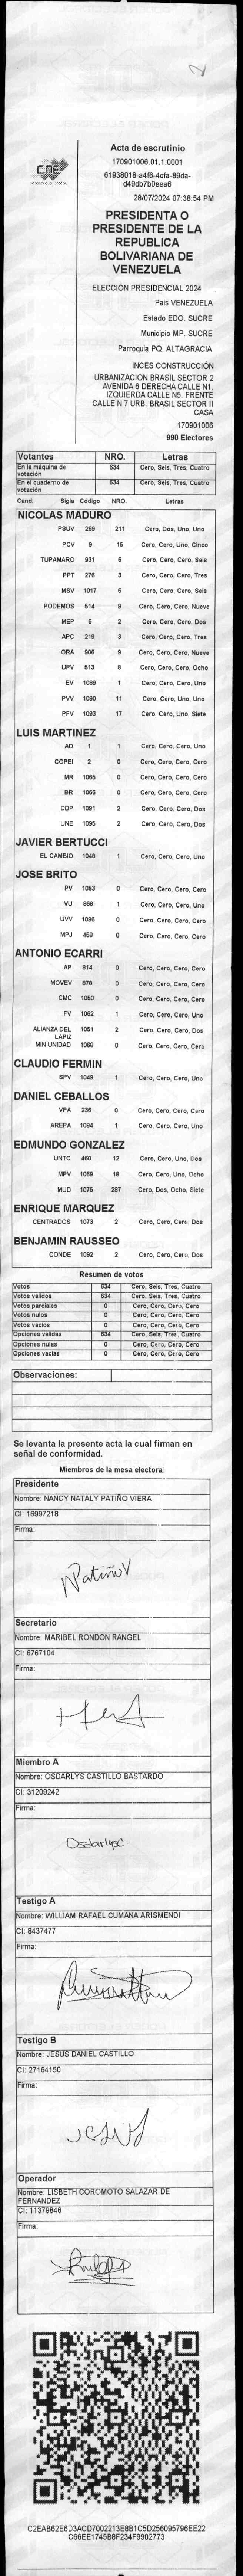 CNE
Acta de escrutinio
170901006.01.1.0001
61938018-a4f6-4cfa-89da-
d49cb7b0eea6
28/07/2024 07:38:54 PM
PRESIDENTA O
PRESIDENTE DE LA
REPUBLICA
BOLIVARIANA DE
VENEZUELA
ELECCIÓN PRESIDENCIAL 2024
Pais VENEZUELA
Estado EDO. SUCRE
Municipio MP. SUCRE
Parroquia PQ. ALTAGRACIA
INCES CONSTRUCCIÓN
URBANIZACIÓN BRASIL SECTOR 2
AVENIDA 6 DERECHA CALLE N1.
IZQUIERDA CALLE N5. FRENTE
CALLE N 7 URB. BRASIL SECTOR II
CASA
170901006
990 Electores
Votantes NRO. Letras
En la máquina de votación 634 Cero, Seis, Tres, Cuatro
En el cuaderno de votación 634 Cero, Seis, Tres, Cuatro
Cand. Sigla Código NRO. Letras
NICOLAS MADURO
PSUV 269 211 Cero, Dos, Uno, Uno
PCV 9 15 Cero, Cero, Uno, Cinco
TUPAMARO 931 6 Cero, Cero, Cero, Seis
PPT 276 3 Cero, Cero, Cero, Tres
MSV 1017 6 Cero, Cero, Cero, Seis
PODEMOS 514 9 Cero, Cero, Cero, Nueve
MEP 6 2 Cero, Cero, Cero, Dos
APC 219 3 Cero, Cero, Cero, Tres
ORA 906 9 Cero, Cero, Cero, Nueve
UPV 513 8 Cero, Cero, Cero, Ocho
EV 1089 1 Cero, Cero, Cero, Uno
PVV 1090 11 Cero, Cero, Uno, Uno
PFV 1093 17 Cero, Cero, Uno, Siete
LUIS MARTINEZ
AD 1 1 Cero, Cero, Cero, Uno
COPEI 2 0 Cero, Cero, Cero, Cero
MR 1065 0 Cero, Cero, Cero, Cero
BR 1066 0 Cero, Cero, Cero, Cero
DDP 1091 2 Cero, Cero, Cero, Dos
UNE 1095 2 Cero, Cero, Cero, Dos
JAVIER BERTUCCI
EL CAMBIO 1048 1 Cero, Cero, Cero, Uno
JOSE BRITO
PV 1053 0 Cero, Cero, Cero, Cero
VU 868 1 Cero, Cero, Cero, Uno
UVV 1096 0 Cero, Cero, Cero, Cero
MPJ 458 0 Cero, Cero, Cero, Cero
ANTONIO ECARRI
AP 814 0 Cero, Cero, Cero, Cero
MOVEV 876 0 Cero, Cero, Cero, Cero
CMC 1050 0 Cero, Cero, Cero, Cero
FV 1052 1 Cero, Cero, Cero, Uno
ALIANZA DEL LAPIZ 1051 2 Cero, Cero, Cero, Dos
MIN UNIDAD 1068 0 Cero, Cero, Cero, Cero
CLAUDIO FERMIN
SPV 1049 1 Cero, Cero, Cero, Uno
DANIEL CEBALLOS
VPA 236 0 Cero, Cero, Cero, Cero
AREPA 1094 1 Cero, Cero, Cero, Uno
EDMUNDO GONZALEZ
UNTC 460 12 Cero, Cero, Uno, Dos
MPV 1069 18 Cero, Cero, Uno, Ocho
MUD 1075 287 Cero, Dos, Ocho, Siete
ENRIQUE MARQUEZ
CENTRADOS 1073 2 Cero, Cero, Cero, Dos
BENJAMIN RAUSSEO
CONDE 1092 2 Cero, Cero, Cero, Dos
Resumen de votos
Votos 634 Cero, Seis, Tres, Cuatro
Votos validos 634 Cero, Seis, Tres, Cuatro
Votos parciales 0 Cero, Cero, Cero, Cero
Votos nulos 0 Cero, Cero, Cero, Cero
Votos vacios 0 Cero, Cero, Cero, Cero
Opciones validas 634 Cero, Seis, Tres, Cuatro
Opciones nulas 0 Cero, Cero, Cero, Cero
Opciones vacias 0 Cero, Cero, Cero, Cero
Observaciones:
Se levanta la presente acta la cual firman en
señal de conformidad.
Miembros de la mesa electoral
Presidente
Nombre: NANCY NATALY PATIÑO VIERA
CI: 16997218
Firma:
NPatiñoV
Secretario
Nombre: MARIBEL RONDON RANGEL
CI: 6767104
Firma:
Miembro A
Nombre: OSDARLYS CASTILLO BASTARDO
CI: 31209242
Firma:
Osdarlysc
Testigo A
Nombre: WILLIAM RAFAEL CUMANA ARISMENDI
CI: 8437477
Firma:
Testigo B
Nombre: JESUS DANIEL CASTILLO
CI: 27164150
Firma:
Operador
Nombre: LISBETH COROMOTO SALAZAR DE
FERNANDEZ
CI: 11379846
Firma:
C2EAB62E6D3ACD7002213E8B1C5D256095796EE22
C66EE1745B8F234F9902773